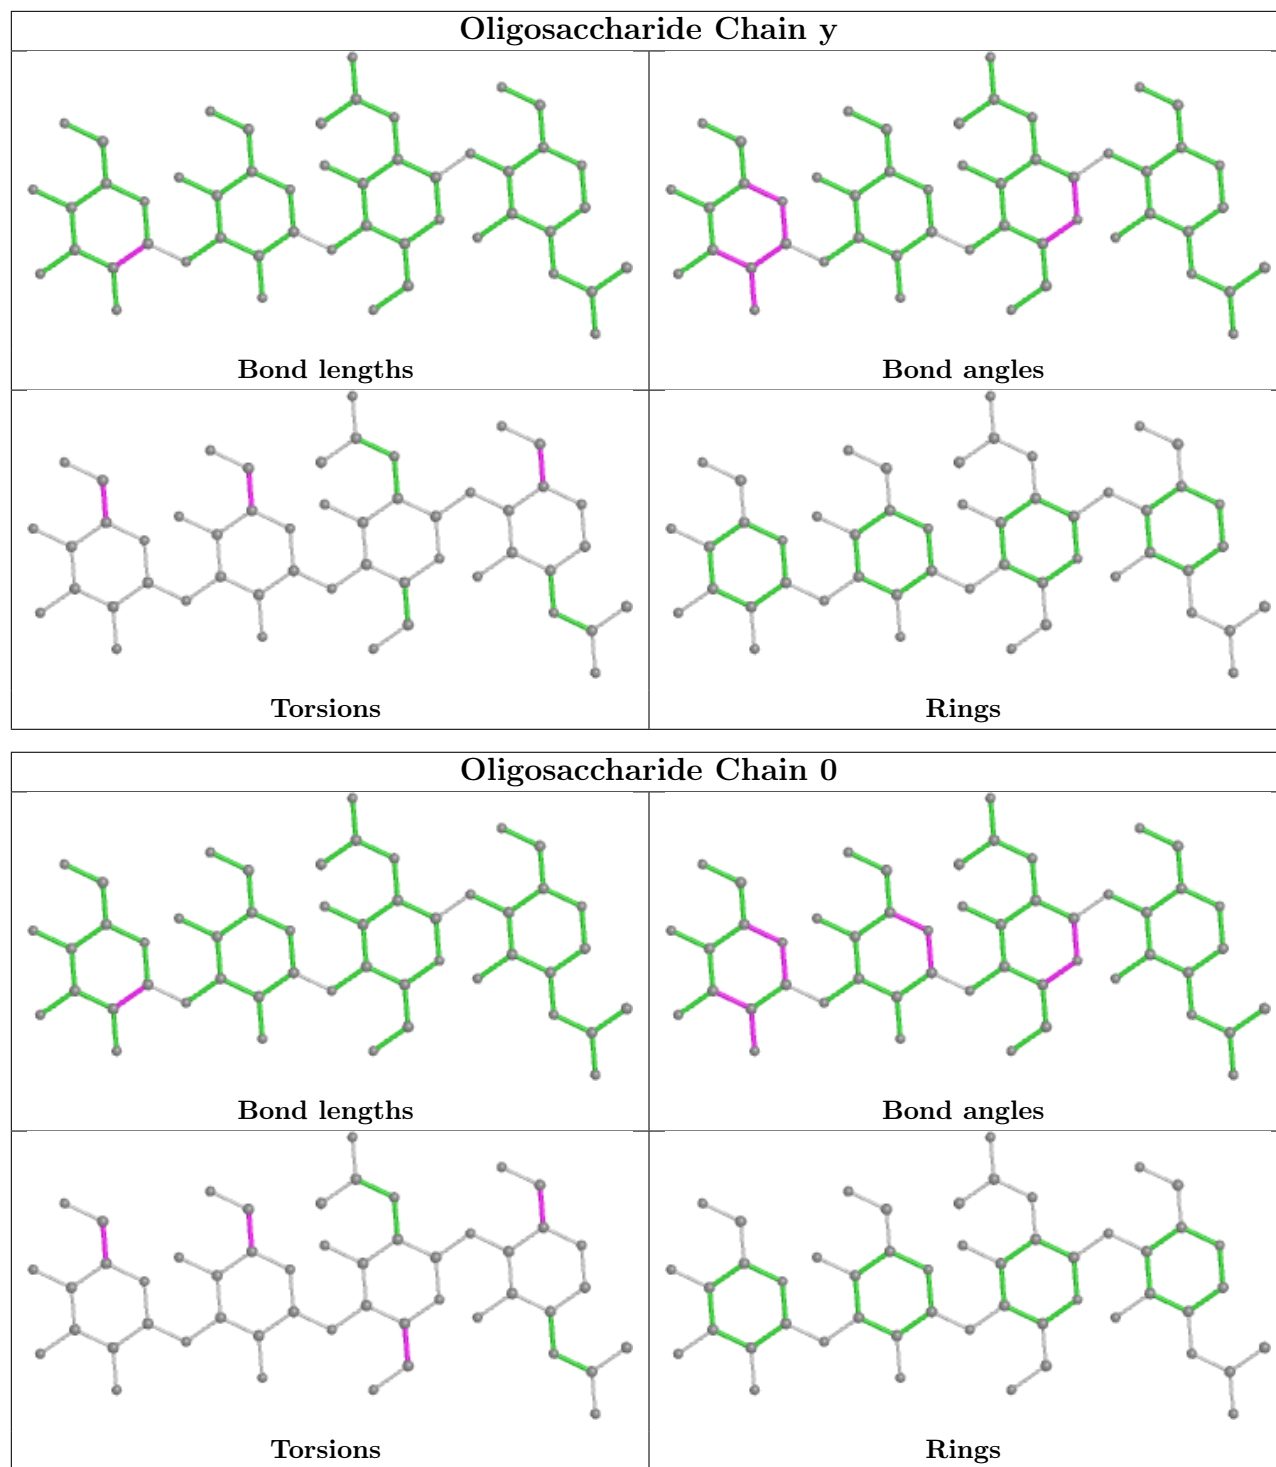 Oligosaccharide Chain y
Bond lengths
Bond angles
Torsions
Rings
Oligosaccharide Chain 0
Bond lengths
Bond angles
Torsions
Rings